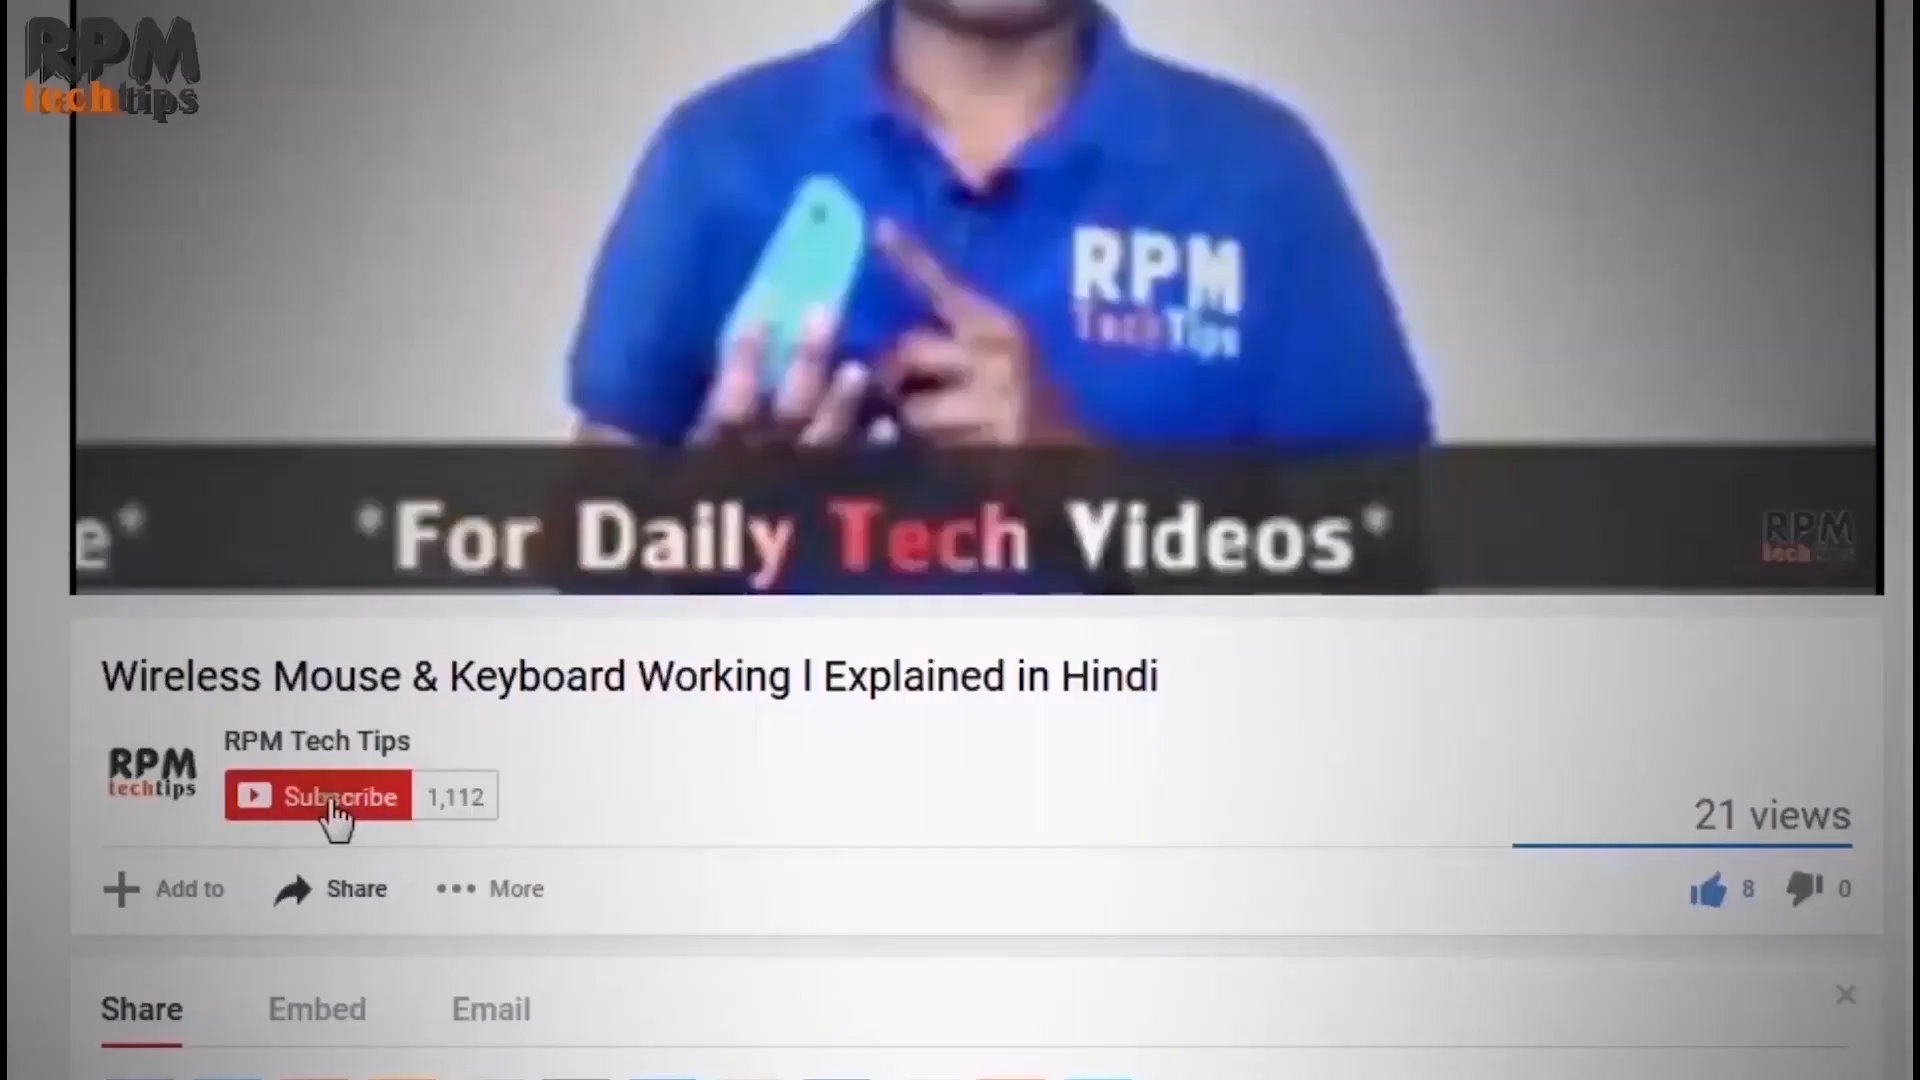 RPM
techtips
RPM
TechTips
e* *For Daily Tech Videos*
RPM
tech
Wireless Mouse & Keyboard Working l Explained in Hindi
RPM Tech Tips
RPM
techtips
Subscribe 1,112
21 views
Add to Share More
8 0
Share Embed Email